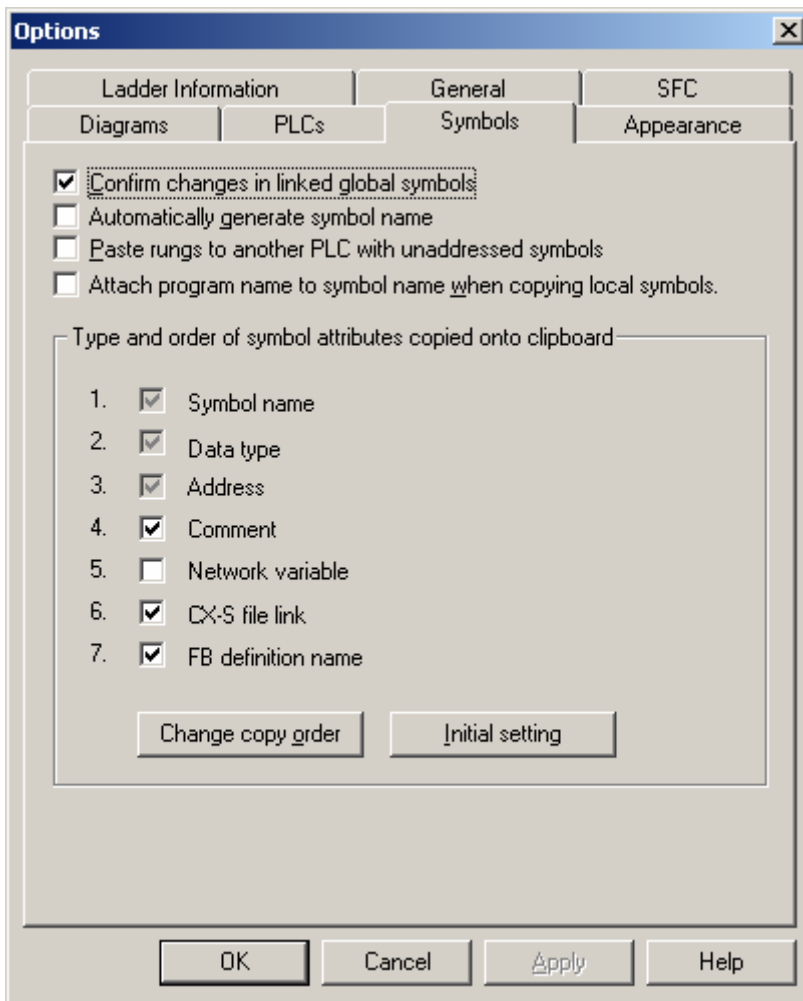 Options
Ladder Information General SFC
Diagrams PLCs Symbols Appearance
Confirm changes in linked global symbols
Automatically generate symbol name
Paste rungs to another PLC with unaddressed symbols
Attach program name to symbol name when copying local symbols.
Type and order of symbol attributes copied onto clipboard
1. Symbol name
2. Data type
3. Address
4. Comment
5. Network variable
6. CX-S file link
7. FB definition name
Change copy order Initial setting
OK Cancel Apply Help